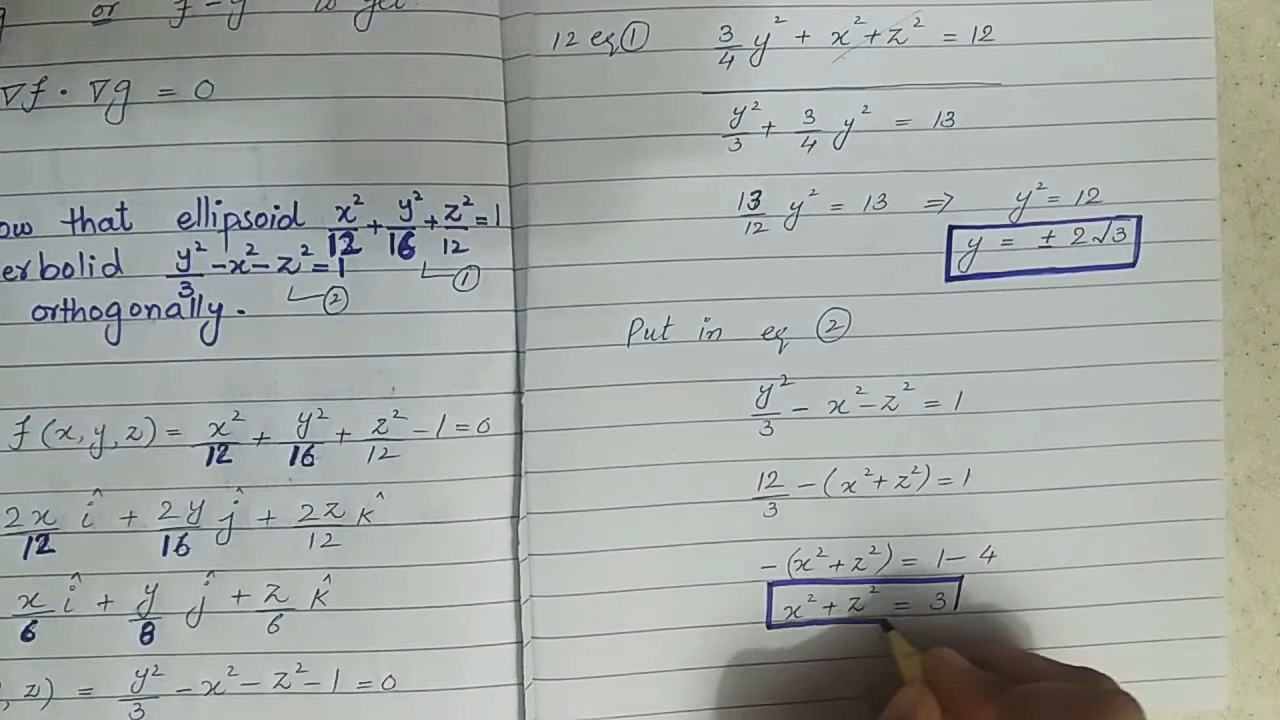 or
∇f · ∇g = 0
that ellipsoid x²/12 + y²/16 + z²/12 = 1
y²/3 - x² - z² = 1 ①
orthogonally. ②
f(x, y, z) = x²/12 + y²/16 + z²/12 - 1 = 0
2x/12 î + 2y/16 ĵ + 2z/12 k̂
x/6 î + y/8 ĵ + z/6 k̂
, z) = y²/3 - x² - z² - 1 = 0
12 eq ① 3/4 y² + x² + z² = 12
y²/3 + 3/4 y² = 13
13/12 y² = 13 ⇒ y² = 12
y = ± 2√3
Put in eq ②
y²/3 - x² - z² = 1
12/3 - (x² + z²) = 1
- (x² + z²) = 1 - 4
x² + z² = 3